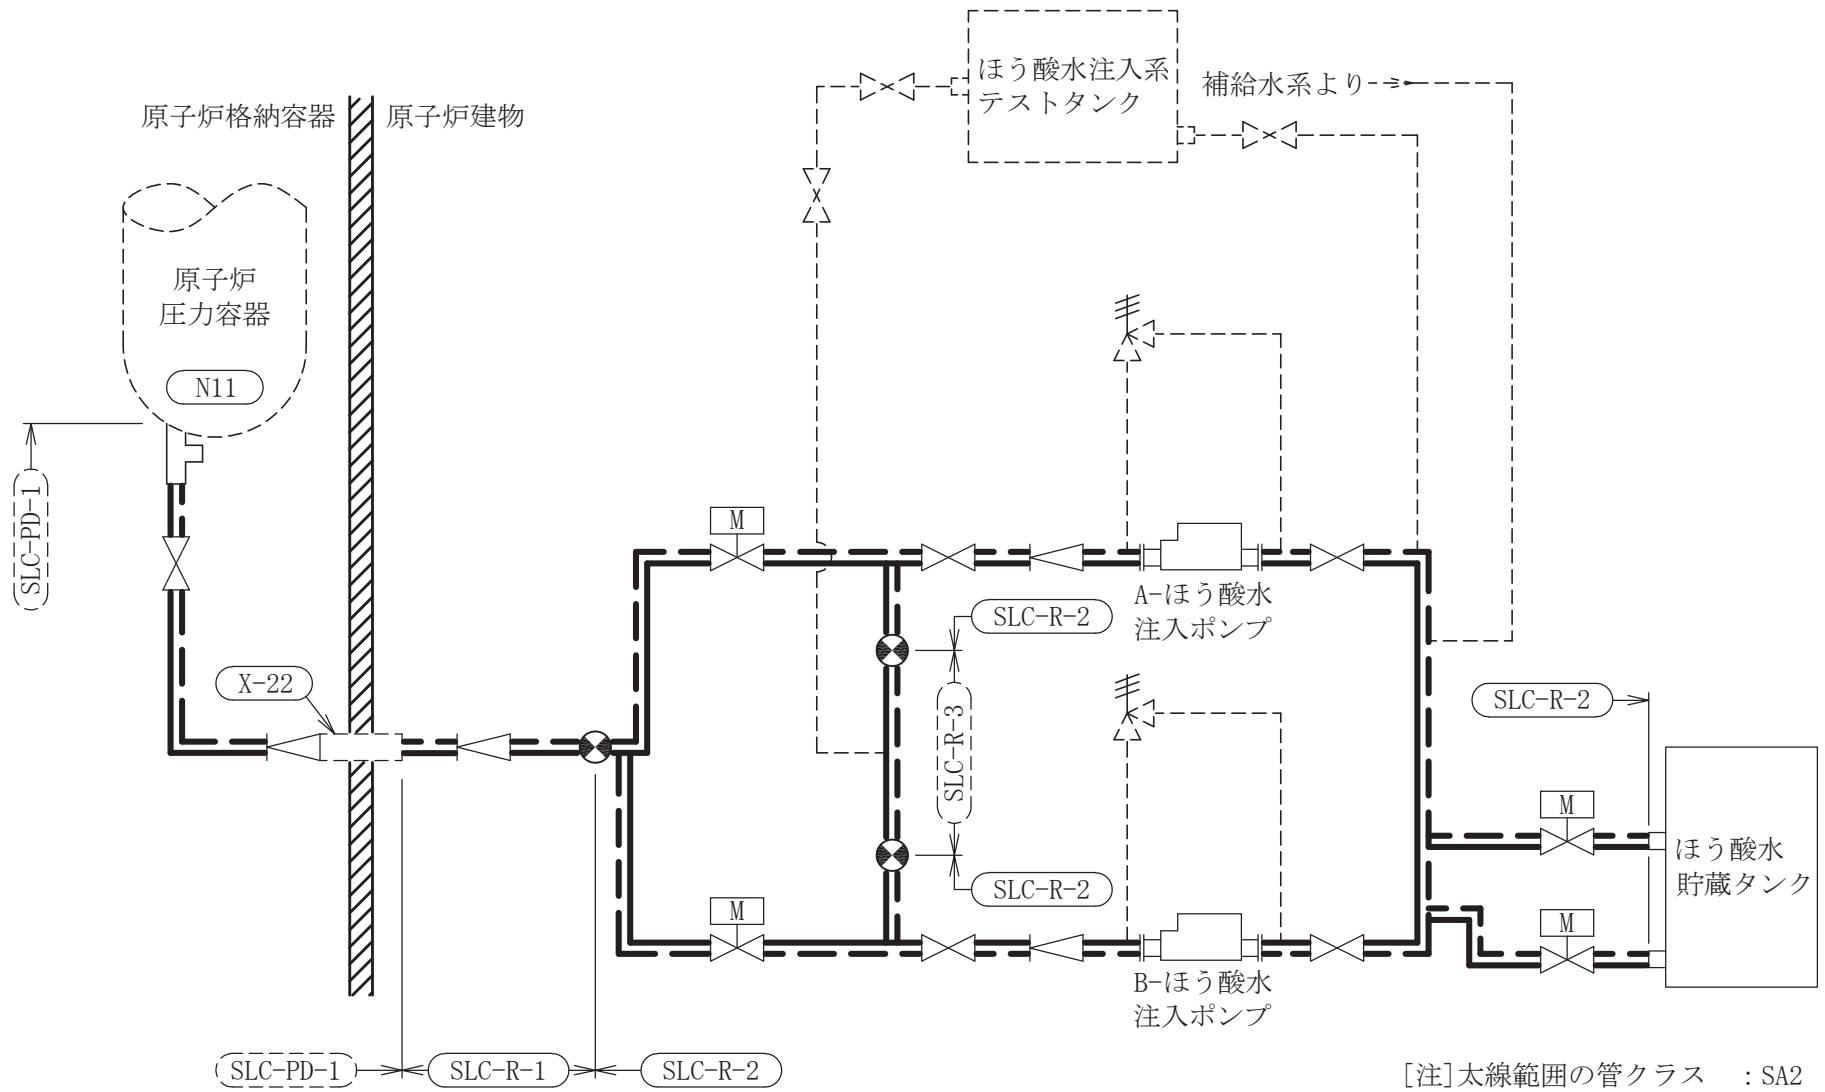 ほう酸水注入系
テストタンク
補給水系より
原子炉格納容器
原子炉建物
原子炉
圧力容器
N11
SLC-PD-1
M
A-ほう酸水
注入ポンプ
SLC-R-2
X-22
SLC-R-3
SLC-R-2
SLC-R-2
M
M
M
ほう酸水
貯蔵タンク
B-ほう酸水
注入ポンプ
SLC-PD-1
SLC-R-1
SLC-R-2
[注]太線範囲の管クラス : SA2